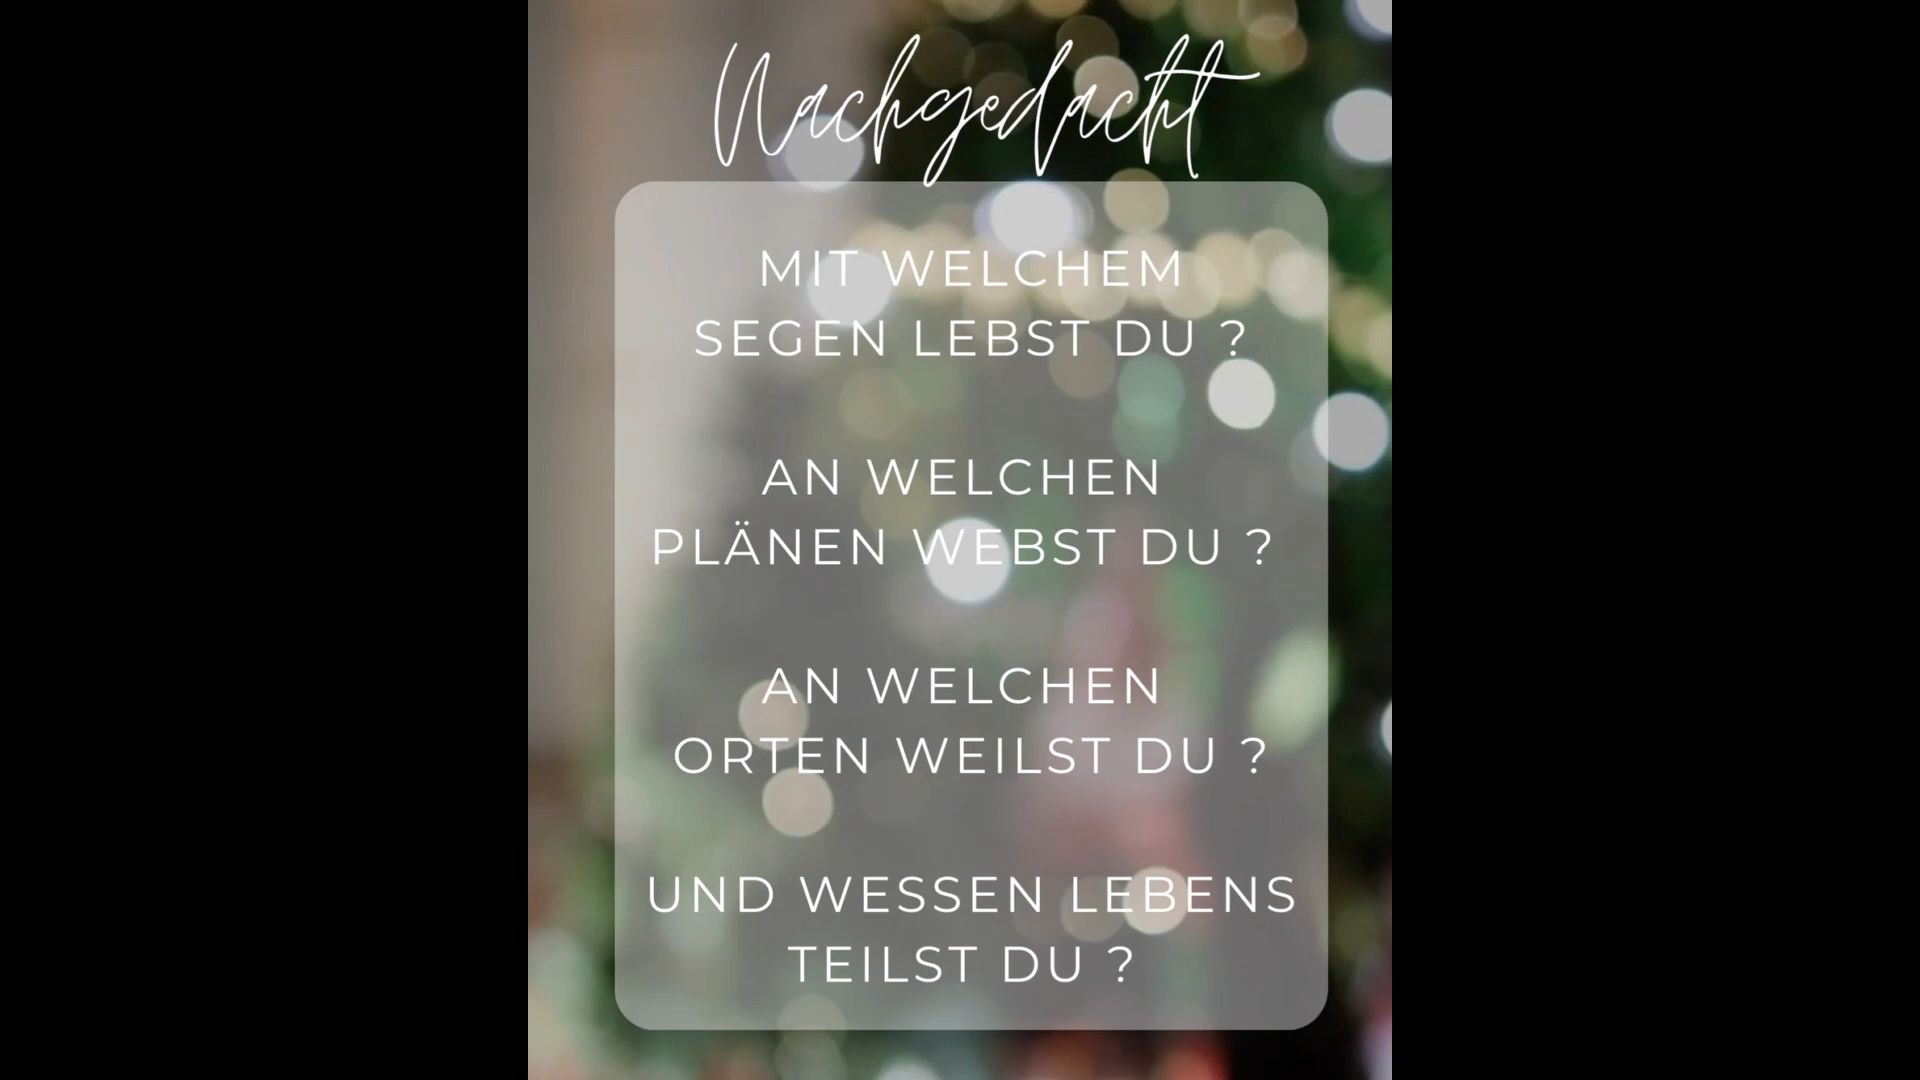 Nachgedacht
MIT WELCHEM
SEGEN LEBST DU ?
AN WELCHEN
PLÄNEN WEBST DU ?
AN WELCHEN
ORTEN WEILST DU ?
UND WESSEN LEBENS
TEILST DU ?